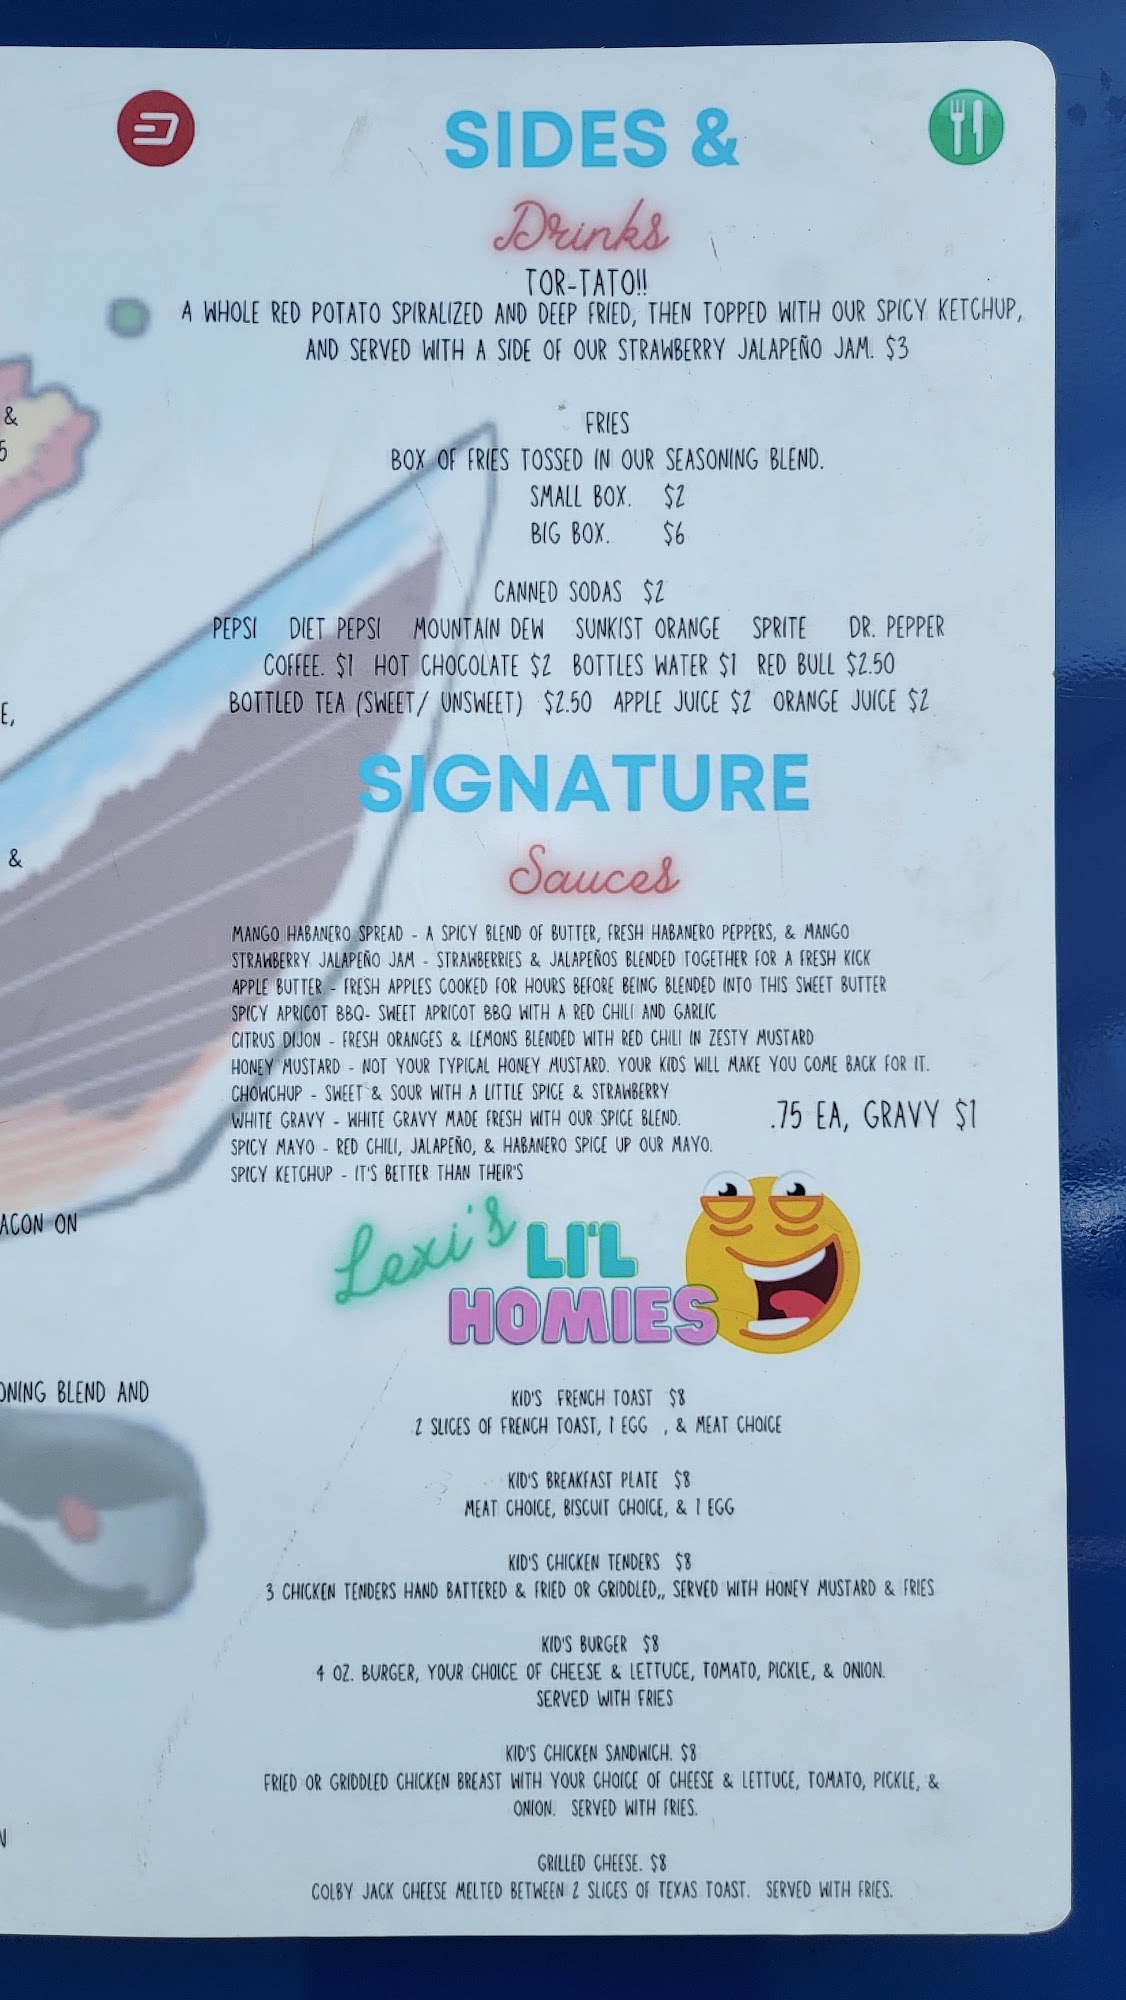 SIDES &
Drinks
TOR-TATO!!
A WHOLE RED POTATO SPIRALIZED AND DEEP FRIED, THEN TOPPED WITH OUR SPICY KETCHUP,
AND SERVED WITH A SIDE OF OUR STRAWBERRY JALAPEÑO JAM. $3
&
5
FRIES
BOX OF FRIES TOSSED IN OUR SEASONING BLEND.
SMALL BOX. $2
BIG BOX. $6
CANNED SODAS $2
PEPSI DIET PEPSI MOUNTAIN DEW SUNKIST ORANGE SPRITE DR. PEPPER
COFFEE. $1 HOT CHOCOLATE $2 BOTTLES WATER $1 RED BULL $2.50
BOTTLED TEA (SWEET/ UNSWEET) $2.50 APPLE JUICE $2 ORANGE JUICE $2
E,
SIGNATURE
Sauces
&
MANGO HABANERO SPREAD - A SPICY BLEND OF BUTTER, FRESH HABANERO PEPPERS, & MANGO
STRAWBERRY JALAPEÑO JAM - STRAWBERRIES & JALAPEÑOS BLENDED TOGETHER FOR A FRESH KICK
APPLE BUTTER - FRESH APPLES COOKED FOR HOURS BEFORE BEING BLENDED INTO THIS SWEET BUTTER
SPICY APRICOT BBQ- SWEET APRICOT BBQ WITH A RED CHILI AND GARLIC
CITRUS DIJON - FRESH ORANGES & LEMONS BLENDED WITH RED CHILI IN ZESTY MUSTARD
HONEY MUSTARD - NOT YOUR TYPICAL HONEY MUSTARD. YOUR KIDS WILL MAKE YOU COME BACK FOR IT.
CHOWCHUP - SWEET & SOUR WITH A LITTLE SPICE & STRAWBERRY
WHITE GRAVY - WHITE GRAVY MADE FRESH WITH OUR SPICE BLEND.
.75 EA, GRAVY $1
SPICY MAYO - RED CHILI, JALAPEÑO, & HABANERO SPICE UP OUR MAYO.
SPICY KETCHUP - IT'S BETTER THAN THEIR'S
ACON ON
Lexi's LI'L
HOMIES
ONING BLEND AND
KID'S FRENCH TOAST $8
2 SLICES OF FRENCH TOAST, 1 EGG , & MEAT CHOICE
KID'S BREAKFAST PLATE $8
MEAT CHOICE, BISCUIT CHOICE, & 1 EGG
KID'S CHICKEN TENDERS $8
3 CHICKEN TENDERS HAND BATTERED & FRIED OR GRIDDLED,, SERVED WITH HONEY MUSTARD & FRIES
KID'S BURGER $8
4 OZ. BURGER, YOUR CHOICE OF CHEESE & LETTUCE, TOMATO, PICKLE, & ONION.
SERVED WITH FRIES
KID'S CHICKEN SANDWICH. $8
FRIED OR GRIDDLED CHICKEN BREAST WITH YOUR CHOICE OF CHEESE & LETTUCE, TOMATO, PICKLE, &
ONION. SERVED WITH FRIES.
GRILLED CHEESE. $8
COLBY JACK CHEESE MELTED BETWEEN 2 SLICES OF TEXAS TOAST. SERVED WITH FRIES.